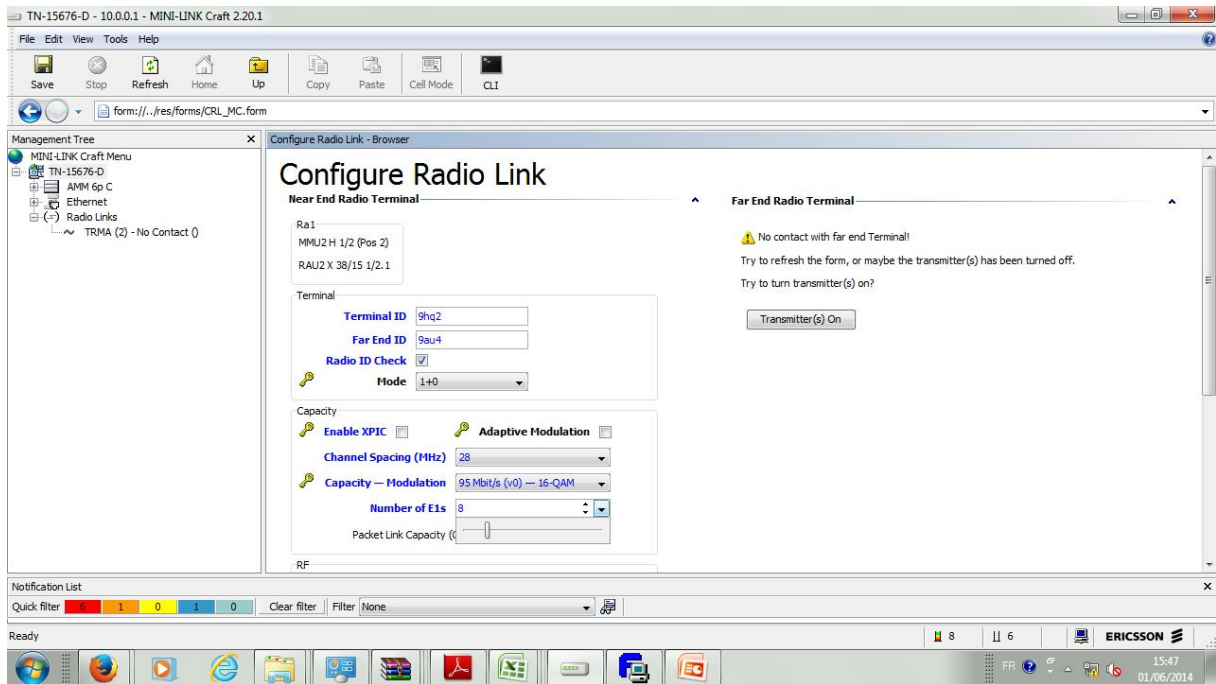 TN-15676-D - 10.0.0.1 - MINI-LINK Craft 2.20.1
File Edit View Tools Help
Save Stop Refresh Home Up Copy Paste Cell Mode CLI
form://../res/forms/CRL_MC.form
Management Tree
MINI-LINK Craft Menu
TN-15676-D
AMM 6p C
Ethernet
Radio Links
TRMA (2) - No Contact ()
Configure Radio Link - Browser
Configure Radio Link
Near End Radio Terminal
Ra1
MMU2 H 1/2 (Pos 2)
RAU2 X 38/15 1/2.1
Terminal
Terminal ID 9hq2
Far End ID 9au4
Radio ID Check
Mode 1+0
Capacity
Enable XPIC Adaptive Modulation
Channel Spacing (MHz) 28
Capacity — Modulation 95 Mbit/s (v0) — 16-QAM
Number of E1s 8
Packet Link Capacity (
RF
Far End Radio Terminal
No contact with far end Terminal!
Try to refresh the form, or maybe the transmitter(s) has been turned off.
Try to turn transmitter(s) on?
Transmitter(s) On
Notification List
Quick filter 6 1 0 1 0 Clear filter Filter None
Ready 8 6 ERICSSON
FR 15:47
01/06/2014